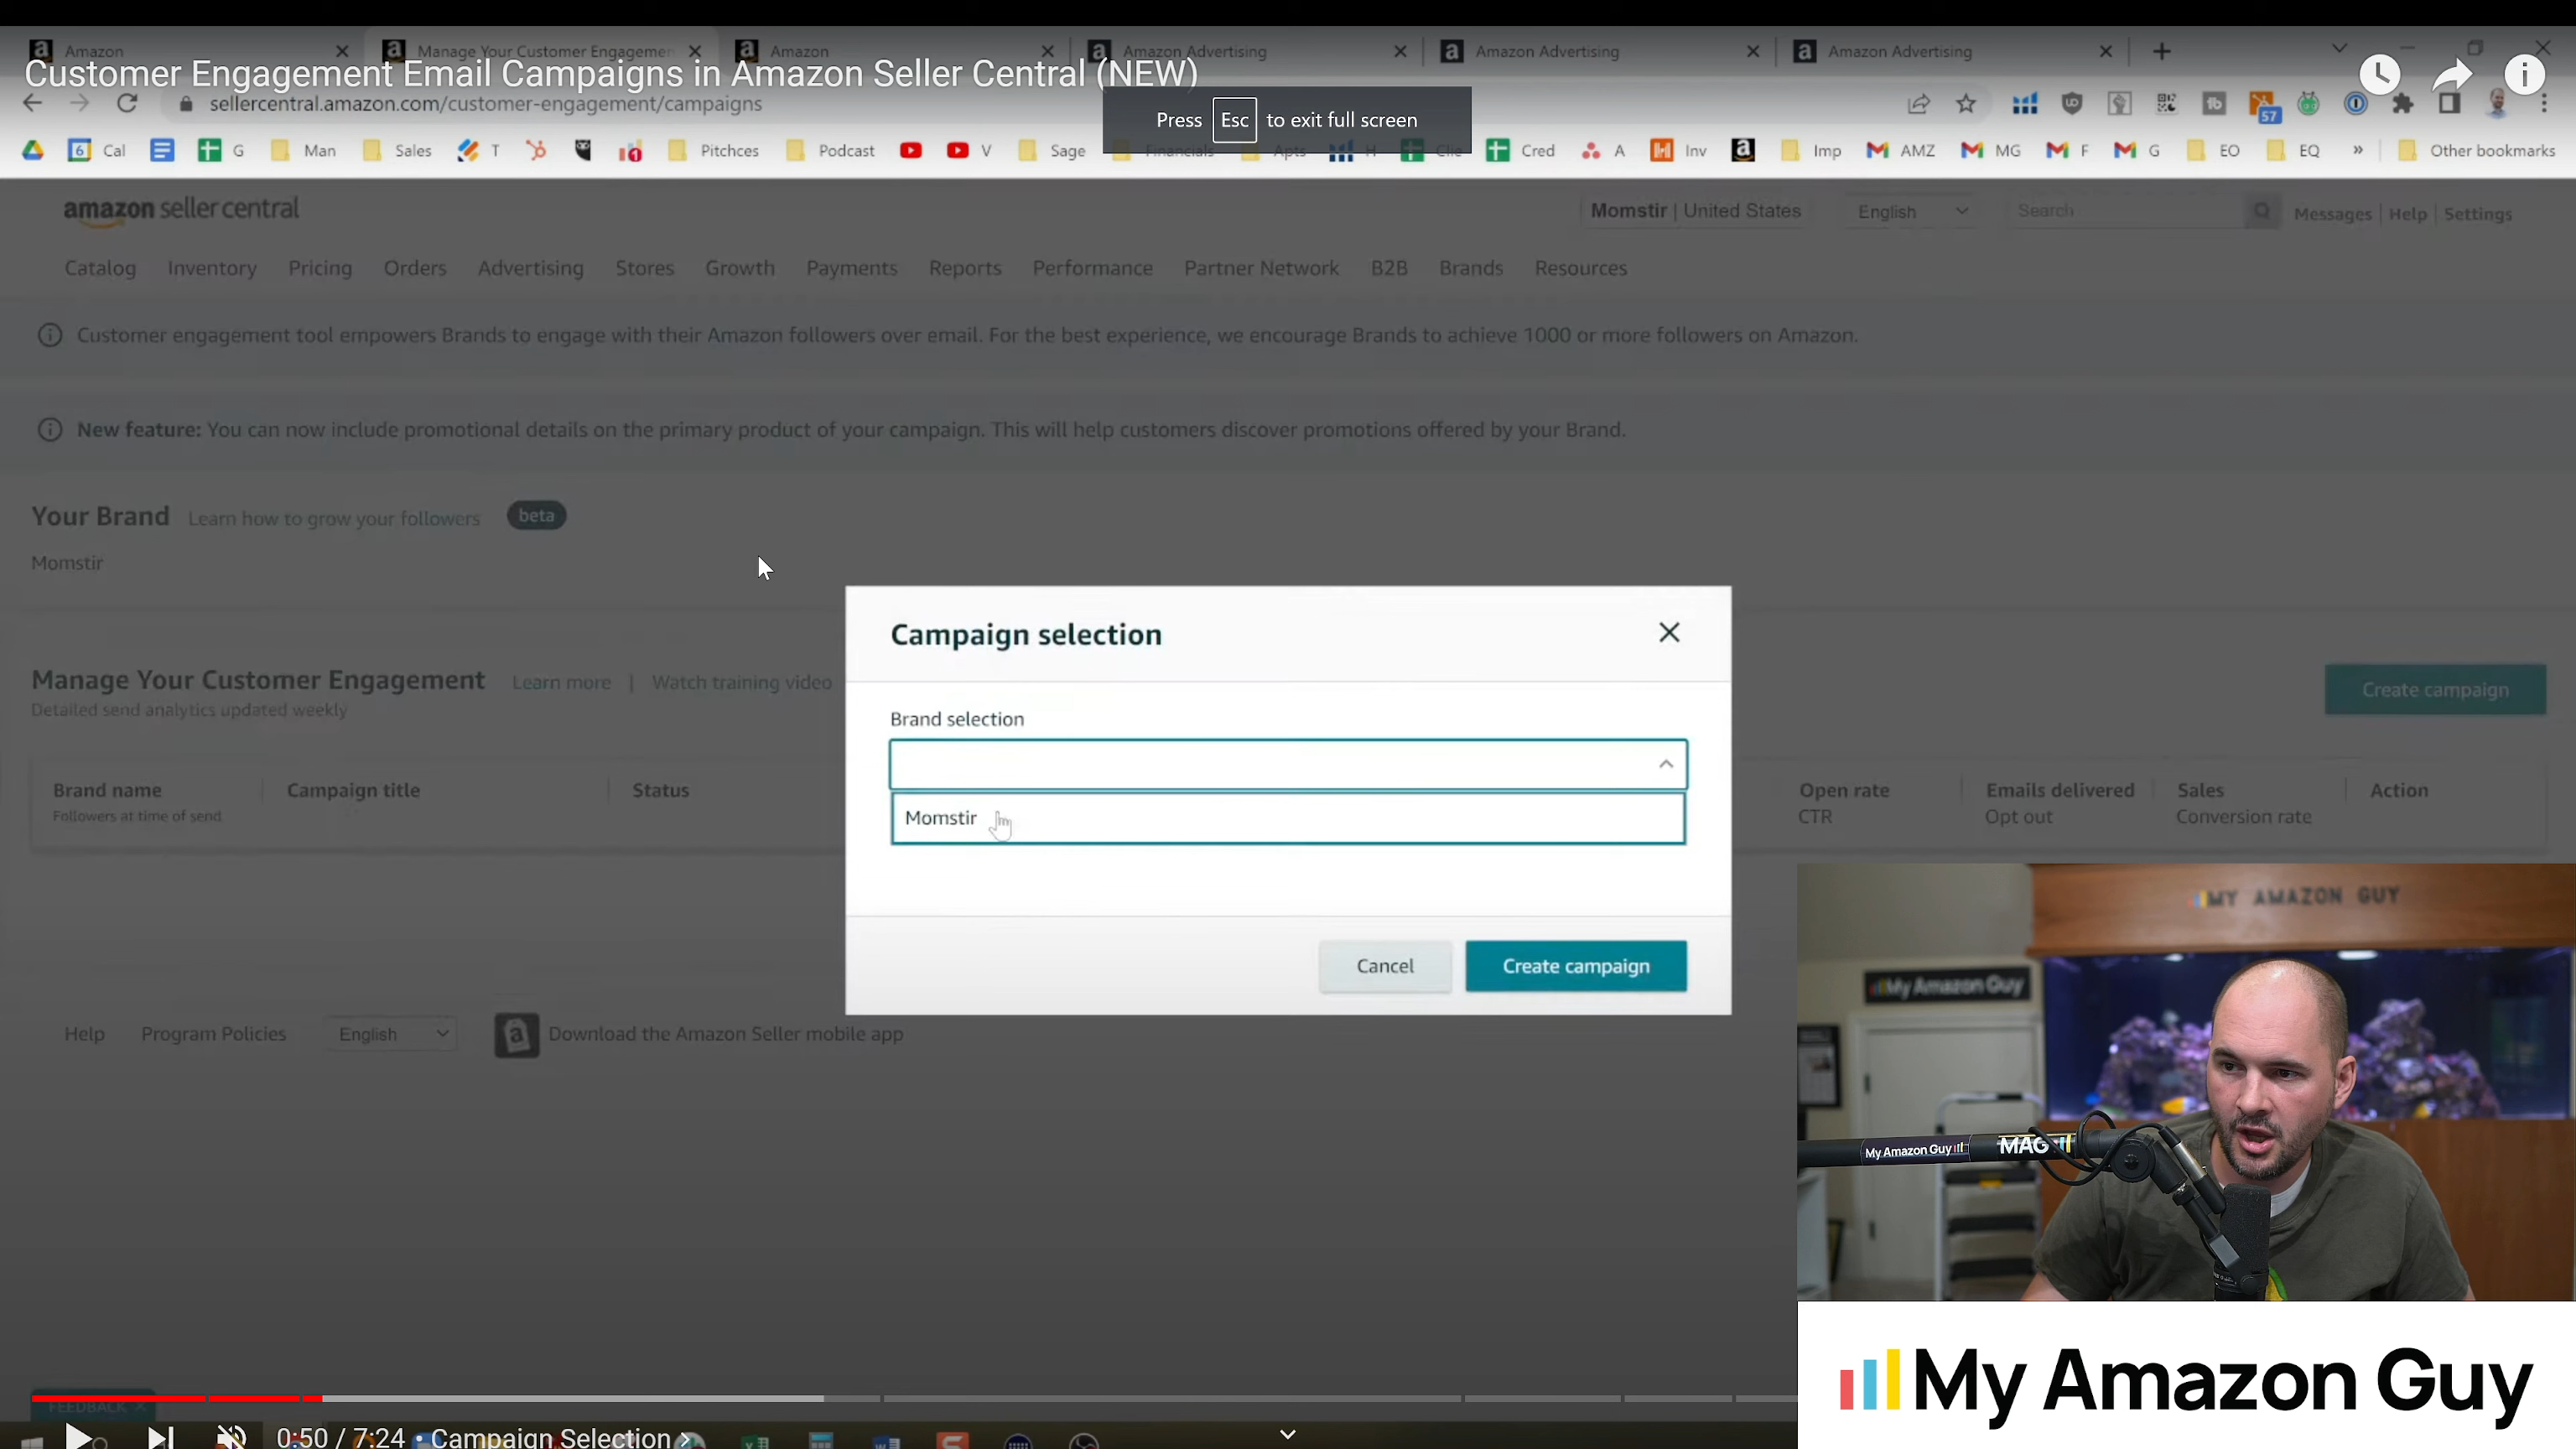 Amazon
Manage Your Customer Engagemen
Amazon
Amazon Advertising
Amazon Advertising
Amazon Advertising
Customer Engagement Email Campaigns in Amazon Seller Central (NEW)
sellercentral.amazon.com/customer-engagement/campaigns
57
Press Esc to exit full screen
6 Cal G Man Sales T Pitchces Podcast V Sage Financials Apts H Clie Cred A Inv Imp AMZ MG F G EO EQ » Other bookmarks
amazon seller central
Momstir | United States English Search Messages | Help | Settings
Catalog Inventory Pricing Orders Advertising Stores Growth Payments Reports Performance Partner Network B2B Brands Resources
Customer engagement tool empowers Brands to engage with their Amazon followers over email. For the best experience, we encourage Brands to achieve 1000 or more followers on Amazon.
New feature: You can now include promotional details on the primary product of your campaign. This will help customers discover promotions offered by your Brand.
Your Brand Learn how to grow your followers beta
Momstir
Campaign selection
Manage Your Customer Engagement Learn more | Watch training video
Create campaign
Detailed send analytics updated weekly
Brand selection
Brand name Campaign title Status Open rate Emails delivered Sales Action
Followers at time of send CTR Opt out Conversion rate
Momstir
Cancel Create campaign
MY AMAZON GUY
My Amazon Guy
Help Program Policies English Download the Amazon Seller mobile app
My Amazon Guy MAG
My Amazon Guy
FEEDBACK
0:50 / 7:24 • Campaign Selection >